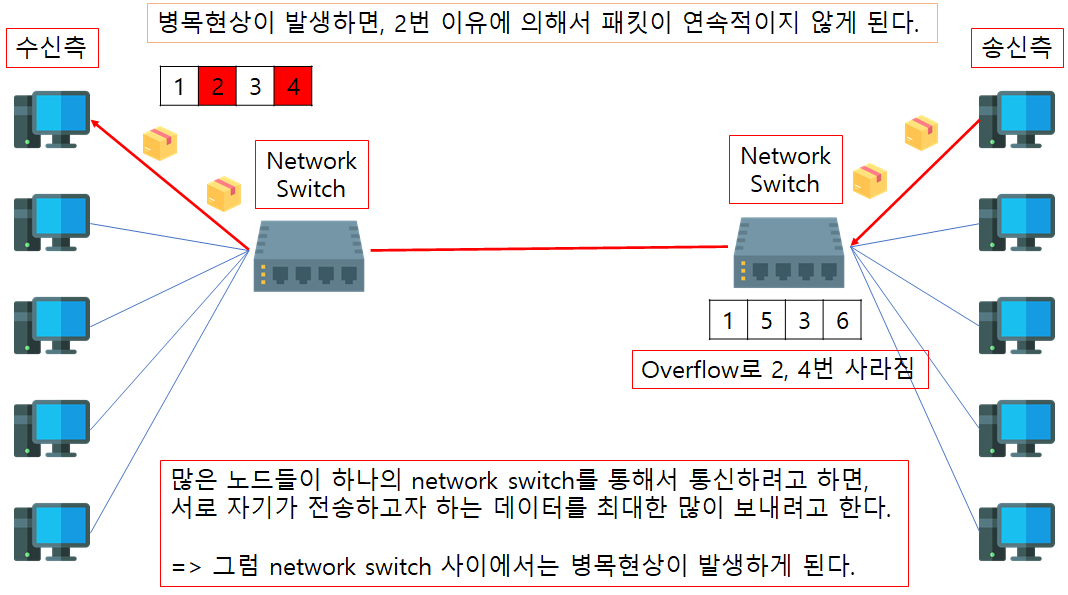 병목현상이 발생하면, 2번 이유에 의해서 패킷이 연속적이지 않게 된다.
수신측
송신측
1 2 3 4
Network
Switch
Network
Switch
1 5 3 6
Overflow로 2, 4번 사라짐
많은 노드들이 하나의 network switch를 통해서 통신하려고 하면,
서로 자기가 전송하고자 하는 데이터를 최대한 많이 보내려고 한다.
=> 그럼 network switch 사이에서는 병목현상이 발생하게 된다.